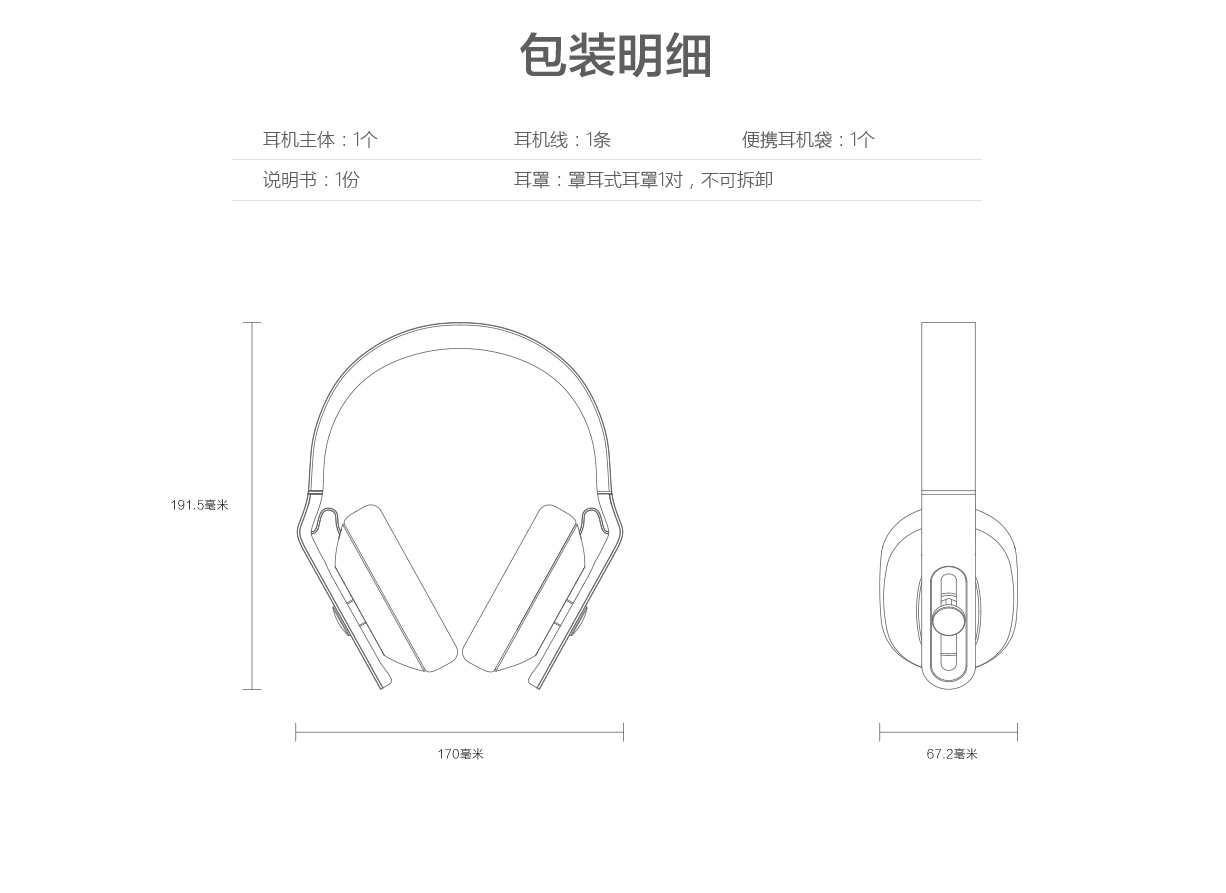 包装明细
耳机主体：1个 耳机线：1条 便携耳机袋：1个
说明书：1份 耳罩：罩耳式耳罩1对，不可拆卸
191.5毫米
170毫米
67.2毫米